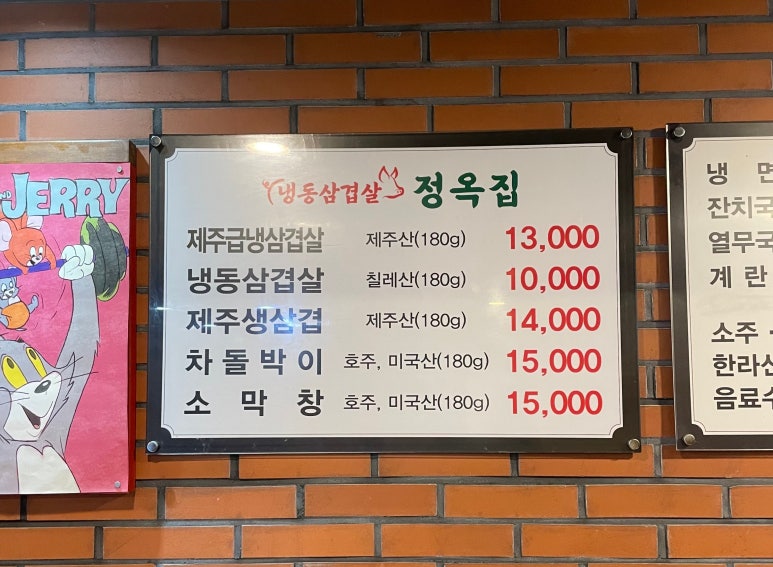 JERRY
냉동삼겹살 정옥집
제주급냉삼겹살 제주산(180g) 13,000
냉동삼겹살 칠레산(180g) 10,000
제주생삼겹 제주산(180g) 14,000
차돌박이 호주, 미국산(180g) 15,000
소막창 호주, 미국산(180g) 15,000
냉면
잔치국
열무국
계란
소주
한라산
음료수